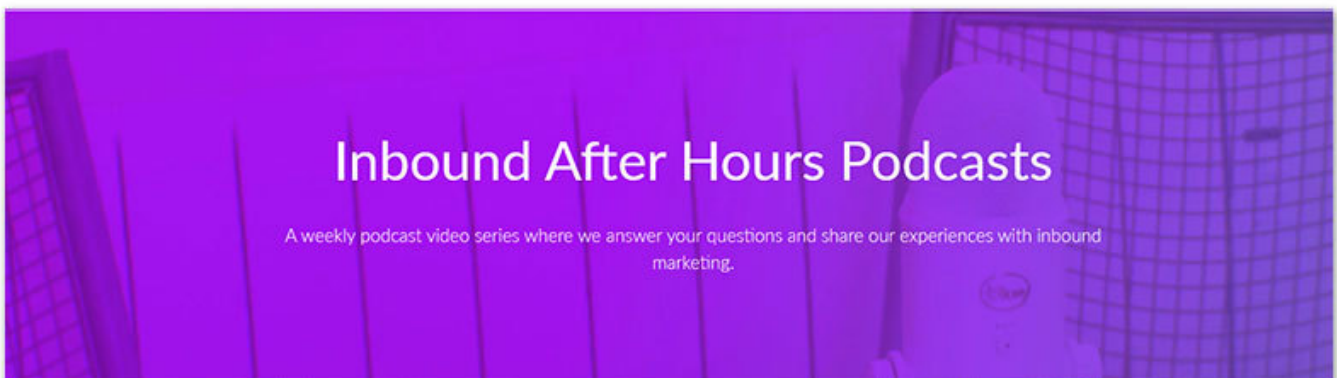 Inbound After Hours Podcasts
A weekly podcast video series where we answer your questions and share our experiences with inbound
marketing.